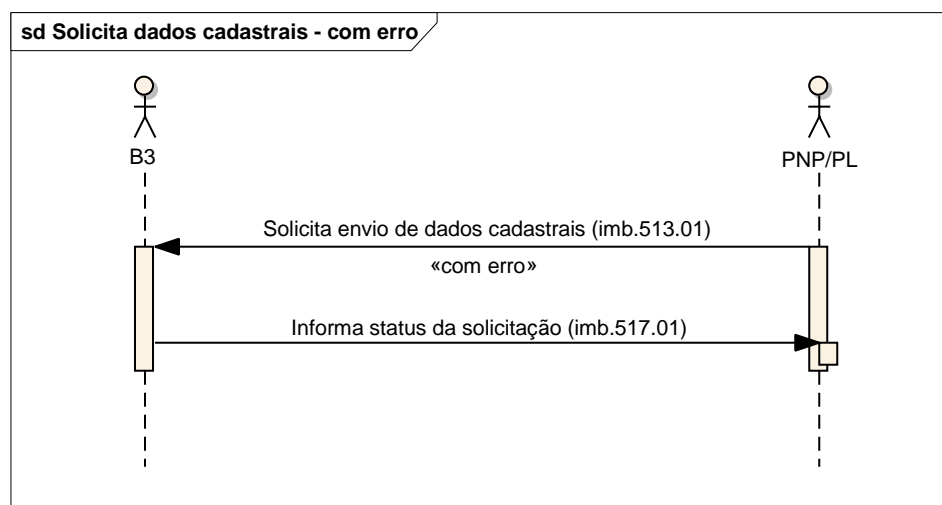 sd Solicita dados cadastrais - com erro
B3
PNP/PL
Solicita envio de dados cadastrais (imb.513.01)
«com erro»
Informa status da solicitação (imb.517.01)